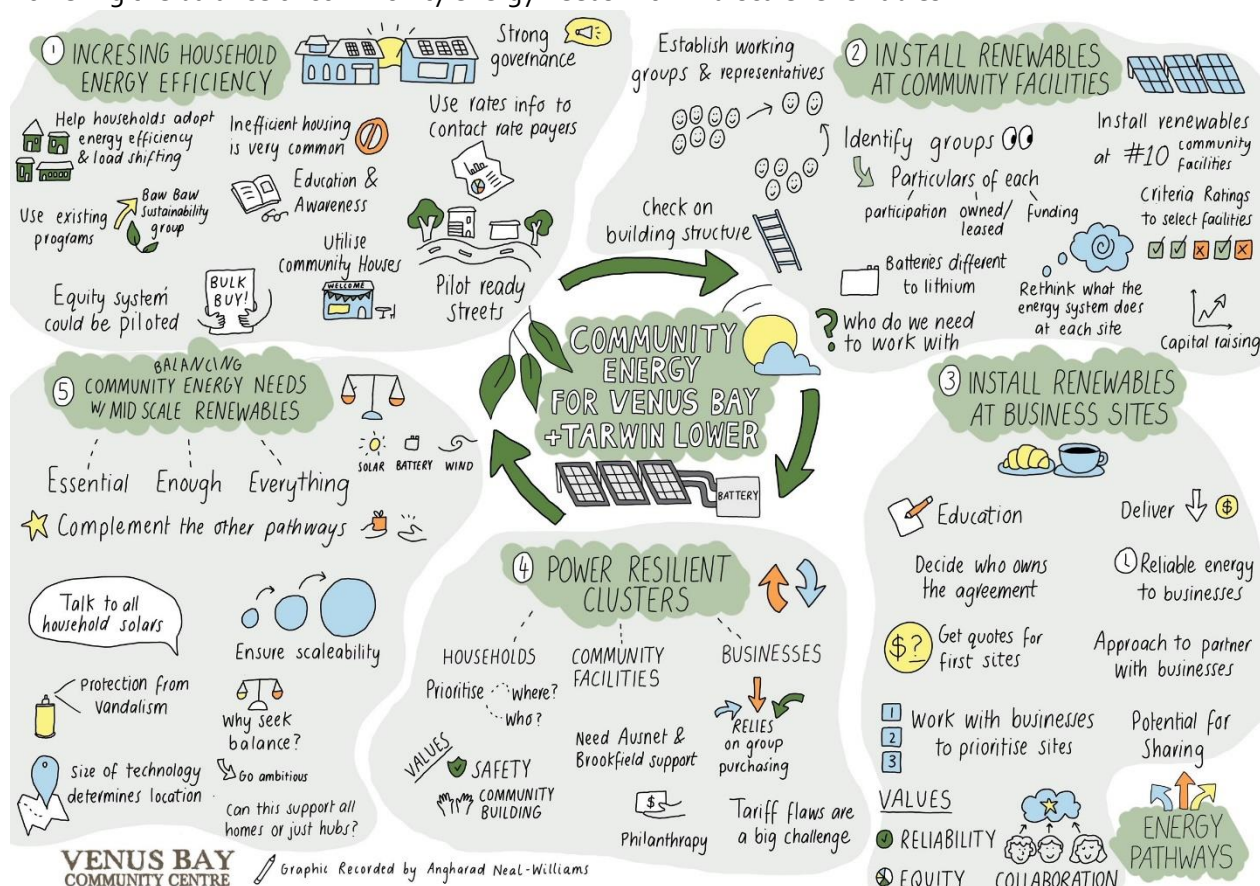 ① INCRESING HOUSEHOLD
ENERGY EFFICIENCY
Strong
governance
Help households adopt
energy efficiency
& load shifting
Inefficient housing
is very common
Use rates info to
contact rate payers
Use existing
programs
Baw Baw
Sustainability
group
Education &
Awareness
Equity system
could be piloted
BULK
BUY!
Utilise
community Houses
WELCOME
Pilot ready
streets
Establish working
groups & representatives
② INSTALL RENEWABLES
AT COMMUNITY FACILITIES
Identify groups
Particulars of each
participation
owned/
leased
funding
Install renewables
at #10 community
facilities
Criteria Ratings
to select facilities
Check on
building structure
Batteries different
to lithium
Rethink what the
energy system does
at each site
? Who do we need
to work with
Capital raising
COMMUNITY
ENERGY
FOR VENUS BAY
+TARWIN LOWER
BATTERY
③ INSTALL RENEWABLES
AT BUSINESS SITES
Education
Deliver $
Decide who owns
the agreement
Reliable energy
to businesses
$? Get quotes for
first sites
Approach to partner
with businesses
1
2
3
Work with businesses
to prioritise sites
Potential for
Sharing
VALUES
RELIABILITY
EQUITY
COLLABORATION
ENERGY
PATHWAYS
④ POWER RESILIENT
CLUSTERS
HOUSEHOLDS
Prioritise
where?
who?
VALUES
SAFETY
COMMUNITY
BUILDING
COMMUNITY
FACILITIES
Need Ausnet &
Brookfield support
$
Philanthropy
BUSINESSES
RELIES
on group
purchasing
Tariff flaws are
a big challenge
⑤ BALANCING
COMMUNITY ENERGY NEEDS
W/ MID SCALE RENEWABLES
SOLAR BATTERY WIND
Essential Enough Everything
Complement the other pathways
Talk to all
household solars
Ensure scaleability
Protection from
Vandalism
Why seek
balance?
Go ambitious
Size of technology
determines location
Can this support all
homes or just hubs?
VENUS BAY
COMMUNITY CENTRE
Graphic Recorded by Angharad Neal-Williams